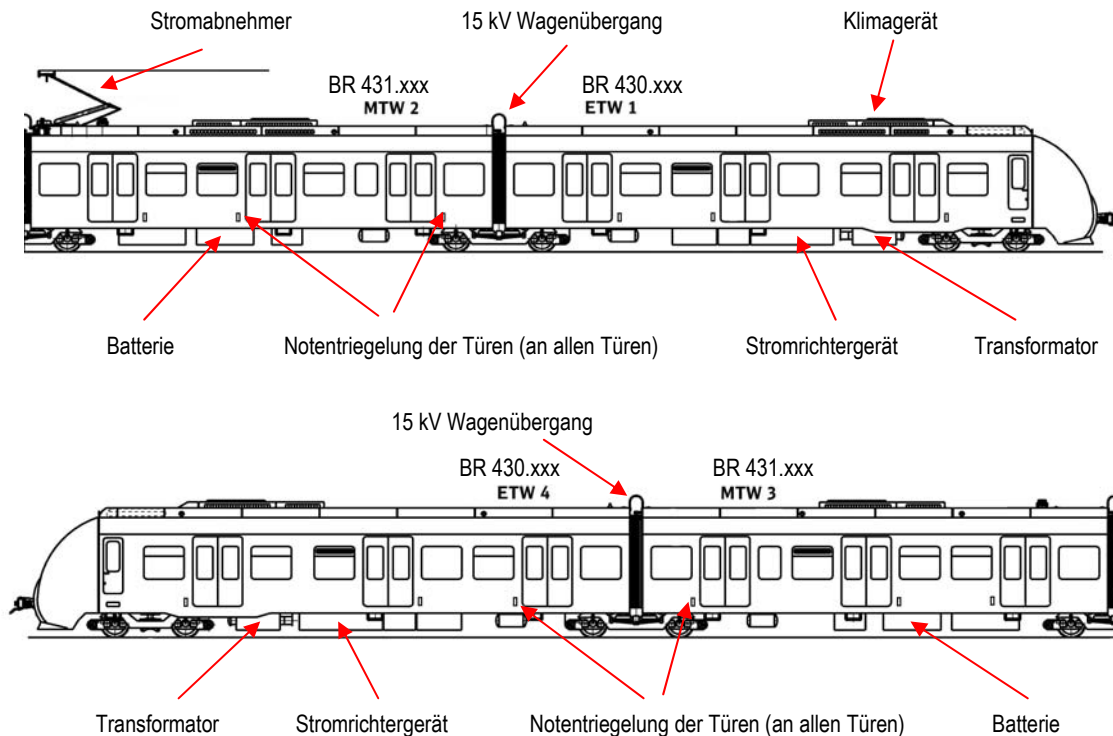 Stromabnehmer
15 kV Wagenübergang
Klimagerät
BR 431.xxx
MTW 2
BR 430.xxx
ETW 1
Batterie
Notentriegelung der Türen (an allen Türen)
Stromrichtergerät
Transformator
15 kV Wagenübergang
BR 430.xxx
ETW 4
BR 431.xxx
MTW 3
Transformator
Stromrichtergerät
Notentriegelung der Türen (an allen Türen)
Batterie